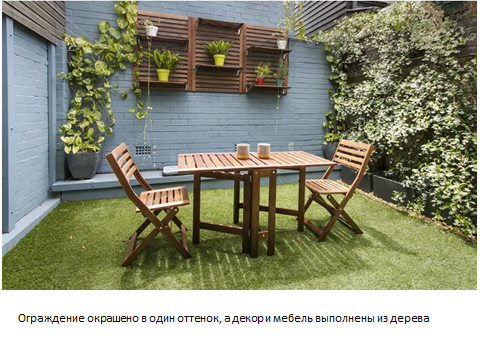 Ограждение окрашено в один оттенок, а декор и мебель выполнены из дерева